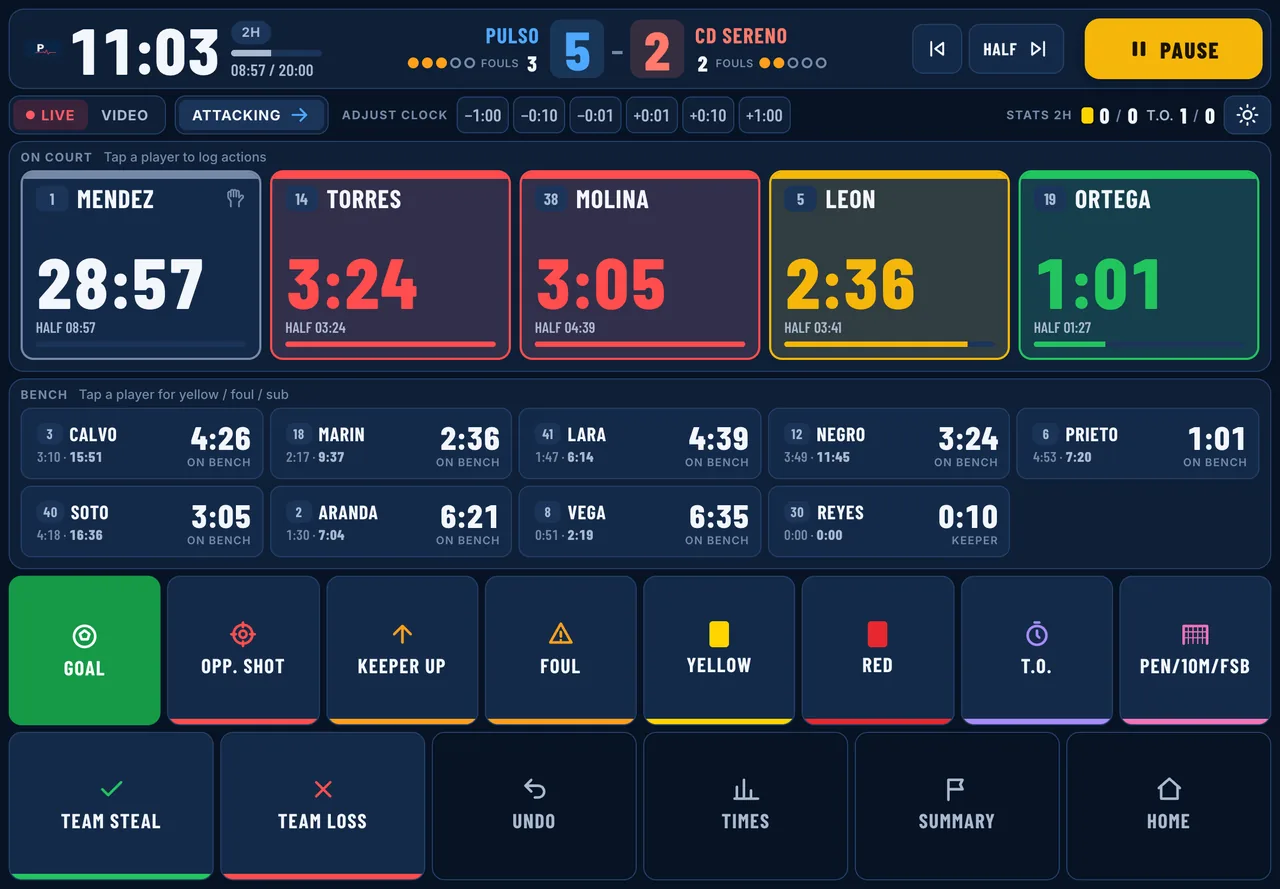 P
11:03
2H
08:57 / 20:00
PULSO
FOULS 3
5 - 2
CD SERENO
2 FOULS
HALF
PAUSE
LIVE
VIDEO
ATTACKING
ADJUST CLOCK
−1:00
−0:10
−0:01
+0:01
+0:10
+1:00
STATS 2H 0 / 0 T.O. 1 / 0
ON COURT Tap a player to log actions
1 MENDEZ
28:57
HALF 08:57
14 TORRES
3:24
HALF 03:24
38 MOLINA
3:05
HALF 04:39
5 LEON
2:36
HALF 03:41
19 ORTEGA
1:01
HALF 01:27
BENCH Tap a player for yellow / foul / sub
3 CALVO
3:10 · 15:51
4:26
ON BENCH
18 MARIN
2:17 · 9:37
2:36
ON BENCH
41 LARA
1:47 · 6:14
4:39
ON BENCH
12 NEGRO
3:49 · 11:45
3:24
ON BENCH
6 PRIETO
4:53 · 7:20
1:01
ON BENCH
40 SOTO
4:18 · 16:36
3:05
ON BENCH
2 ARANDA
1:30 · 7:04
6:21
ON BENCH
8 VEGA
0:51 · 2:19
6:35
ON BENCH
30 REYES
0:00 · 0:00
0:10
KEEPER
GOAL
OPP. SHOT
KEEPER UP
FOUL
YELLOW
RED
T.O.
PEN/10M/FSB
TEAM STEAL
TEAM LOSS
UNDO
TIMES
SUMMARY
HOME